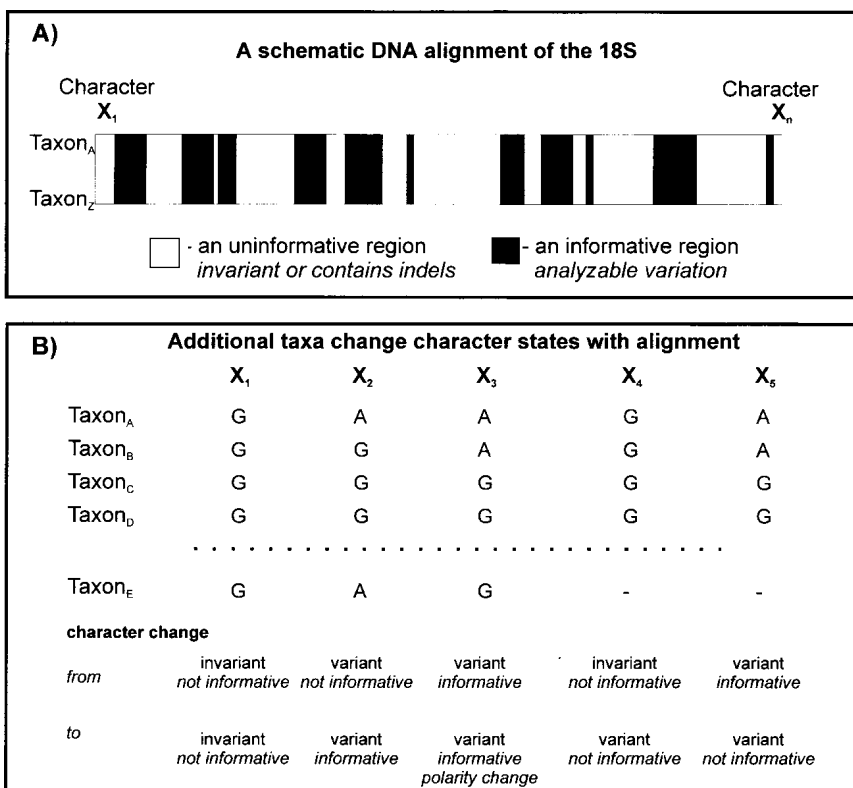 A)
A schematic DNA alignment of the 18S
Character Character
X1 Xn
TaxonA
TaxonZ
- an uninformative region - an informative region
invariant or contains indels analyzable variation
B)
Additional taxa change character states with alignment
X1 X2 X3 X4 X5
TaxonA G A A G A
TaxonB G G A G A
TaxonC G G G G G
TaxonD G G G G G
. . . . . . . . . . . . . . . . . . . . . . . . . . . . . .
TaxonE G A G - -
character change
from invariant variant variant invariant variant
not informative not informative informative not informative informative
to invariant variant variant variant variant
not informative informative informative not informative not informative
polarity change